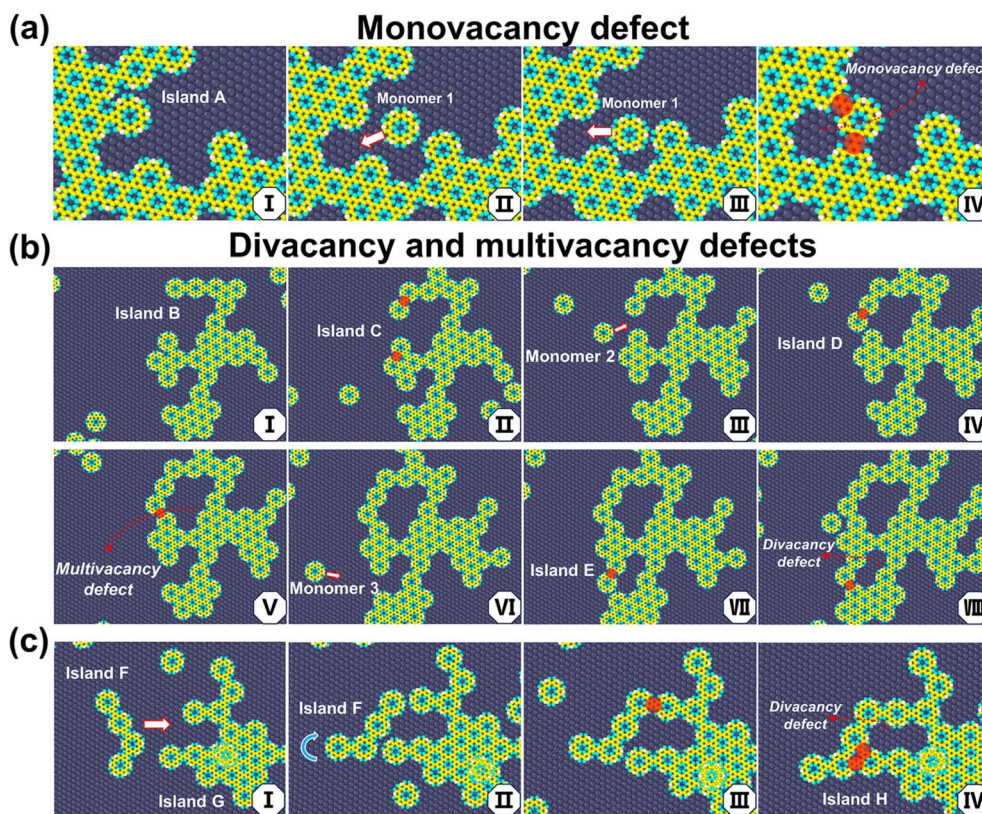 (a)
Monovacancy defect
Island A
I
Monomer 1
II
Monomer 1
III
Monovacancy defect
IV
(b)
Divacancy and multivacancy defects
Island B
I
Island C
II
Monomer 2
III
Island D
IV
Multivacancy
defect
V
Monomer 3
VI
Island E
VII
Divacancy
defect
VIII
(c)
Island F
Island G
I
Island F
II
III
Divacancy
defect
Island H
IV